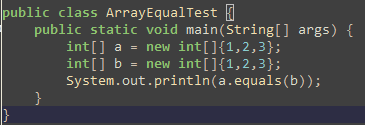 public class ArrayEqualTest {
    public static void main(String[] args) {
        int[] a = new int[]{1,2,3};
        int[] b = new int[]{1,2,3};
        System.out.println(a.equals(b));
    }
}